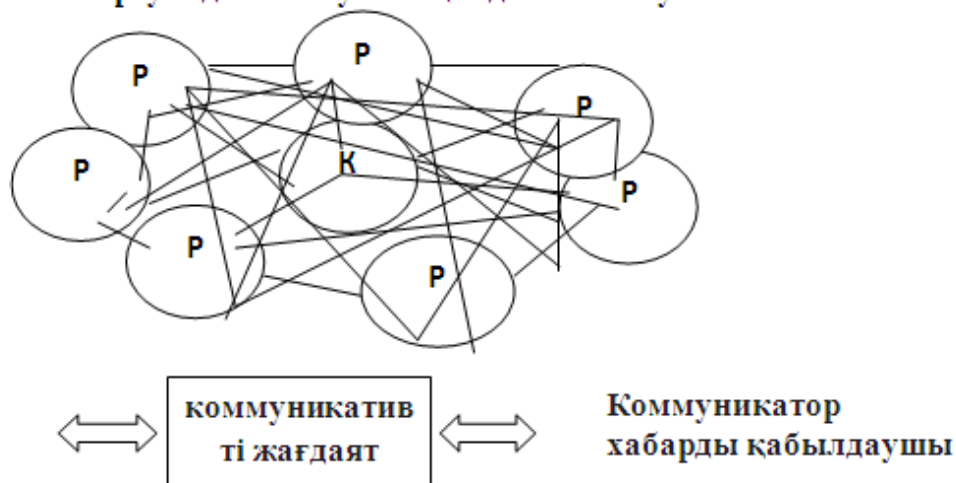 Р
Р
Р
Р
К
Р
Р
Р
коммуникатив
ті жағдаят
Коммуникатор
хабарды қабылдаушы